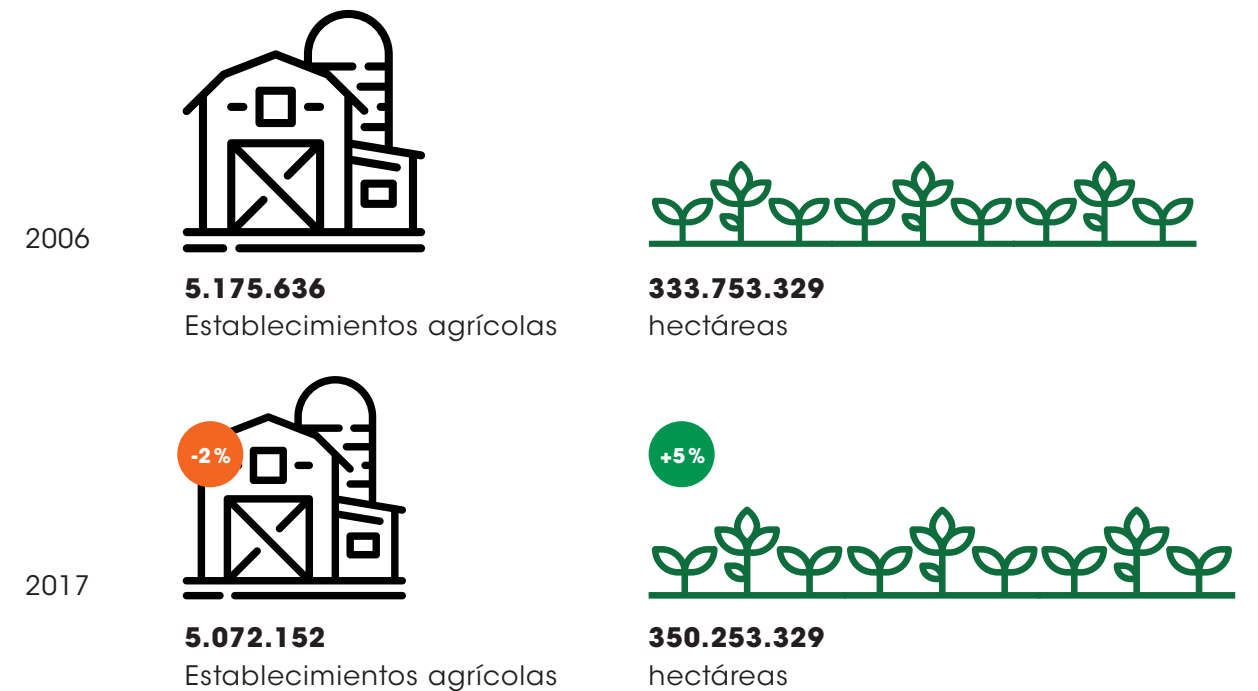 2006
5.175.636
Establecimientos agrícolas
333.753.329
hectáreas
-2%
+5%
2017
5.072.152
Establecimientos agrícolas
350.253.329
hectáreas